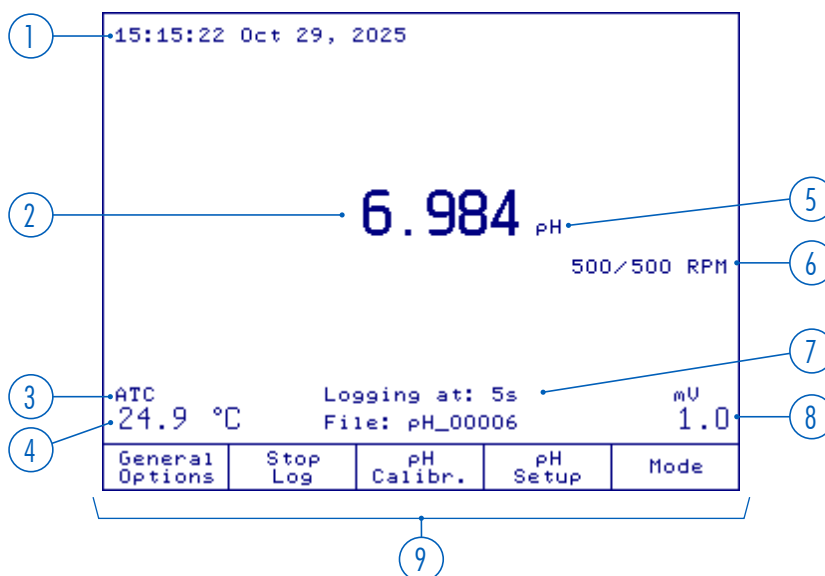 1
15:15:22 Oct 29, 2025
2
6.984 pH
5
500/500 RPM
6
7
3
ATC
Logging at: 5s
mV
4
24.9 °C
File: pH_00006
1.0
8
General Options
Stop Log
pH Calibr.
pH Setup
Mode
9